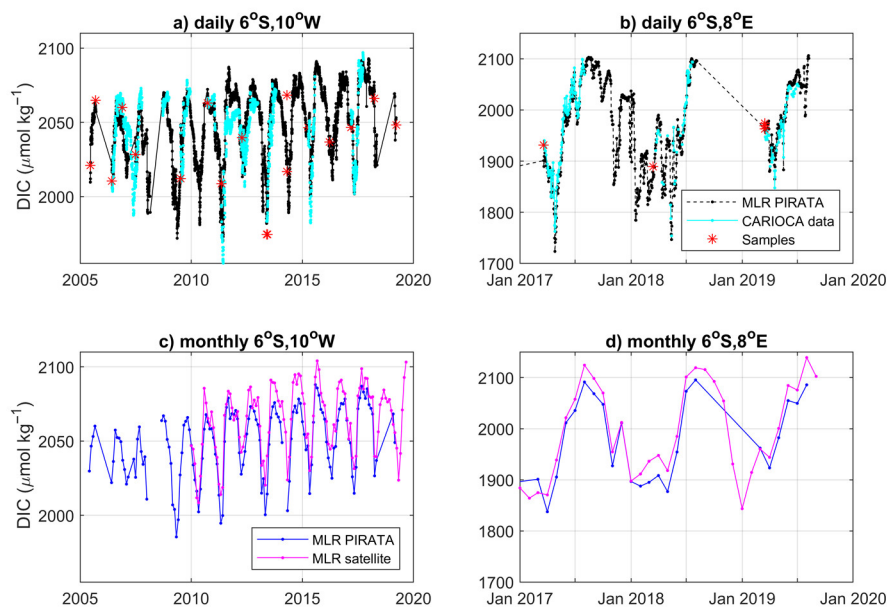 a) daily 6°S,10°W
DIC (μmol kg⁻¹)
2100
2050
2000
2005
2010
2015
2020
b) daily 6°S,8°E
2100
2000
1900
1800
1700
Jan 2017
Jan 2018
Jan 2019
Jan 2020
MLR PIRATA
CARIOCA data
Samples
c) monthly 6°S,10°W
DIC (μmol kg⁻¹)
2100
2050
2000
2005
2010
2015
2020
MLR PIRATA
MLR satellite
d) monthly 6°S,8°E
2100
2000
1900
1800
1700
Jan 2017
Jan 2018
Jan 2019
Jan 2020